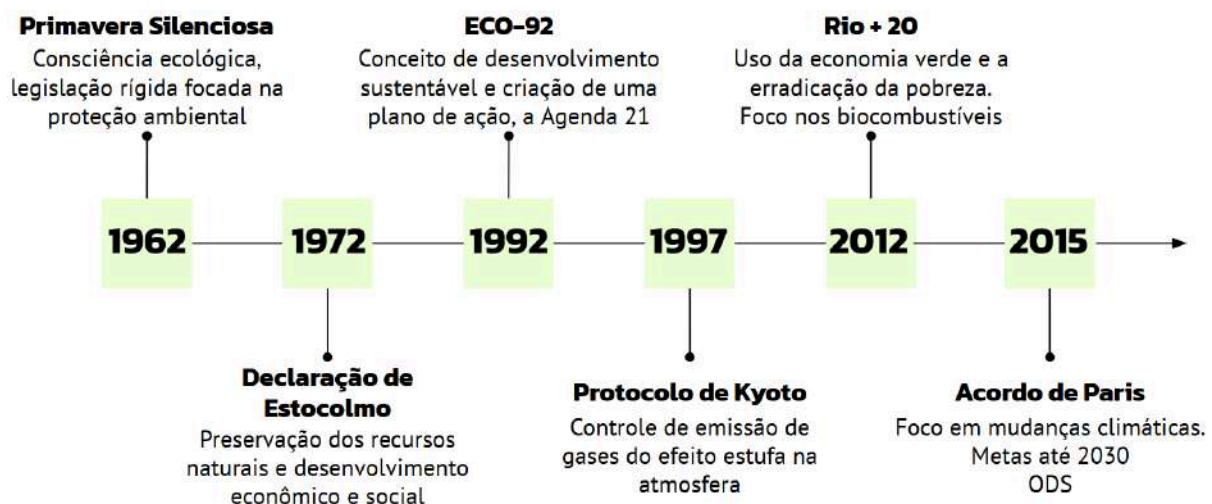 Primavera Silenciosa
Consciência ecológica,
legislação rígida focada na
proteção ambiental
ECO-92
Conceito de desenvolvimento
sustentável e criação de uma
plano de ação, a Agenda 21
Rio + 20
Uso da economia verde e a
erradicação da pobreza.
Foco nos biocombustíveis
1962
1972
1992
1997
2012
2015
Declaração de
Estocolmo
Preservação dos recursos
naturais e desenvolvimento
econômico e social
Protocolo de Kyoto
Controle de emissão de
gases do efeito estufa na
atmosfera
Acordo de Paris
Foco em mudanças climáticas.
Metas até 2030
ODS